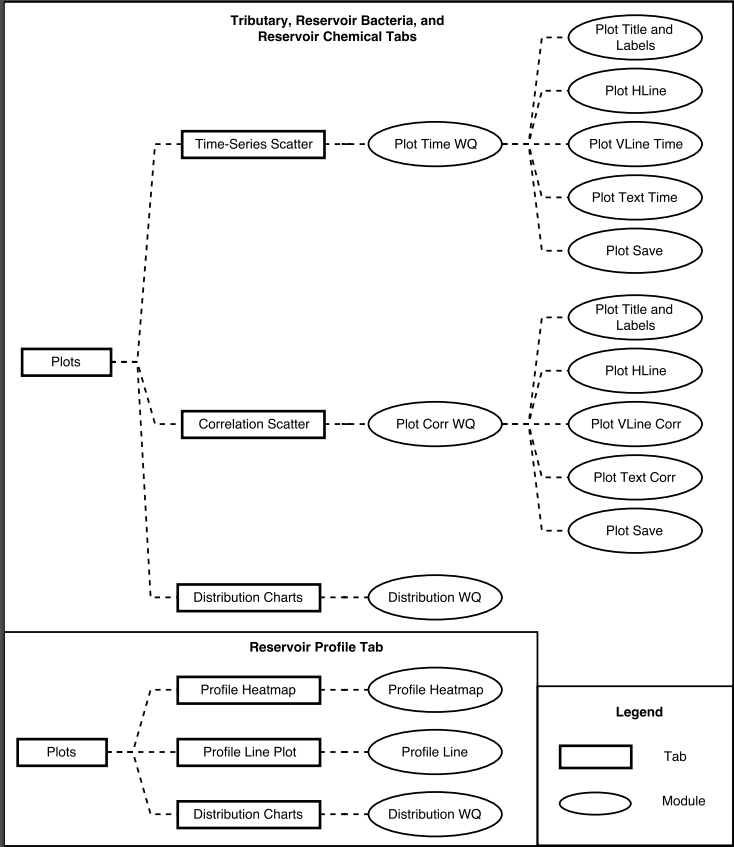 Tributary, Reservoir Bacteria, and
Reservoir Chemical Tabs
Plots
Time-Series Scatter
Plot Time WQ
Plot Title and
Labels
Plot HLine
Plot VLine Time
Plot Text Time
Plot Save
Correlation Scatter
Plot Corr WQ
Plot Title and
Labels
Plot HLine
Plot VLine Corr
Plot Text Corr
Plot Save
Distribution Charts
Distribution WQ
Reservoir Profile Tab
Plots
Profile Heatmap
Profile Heatmap
Profile Line Plot
Profile Line
Distribution Charts
Distribution WQ
Legend
Tab
Module